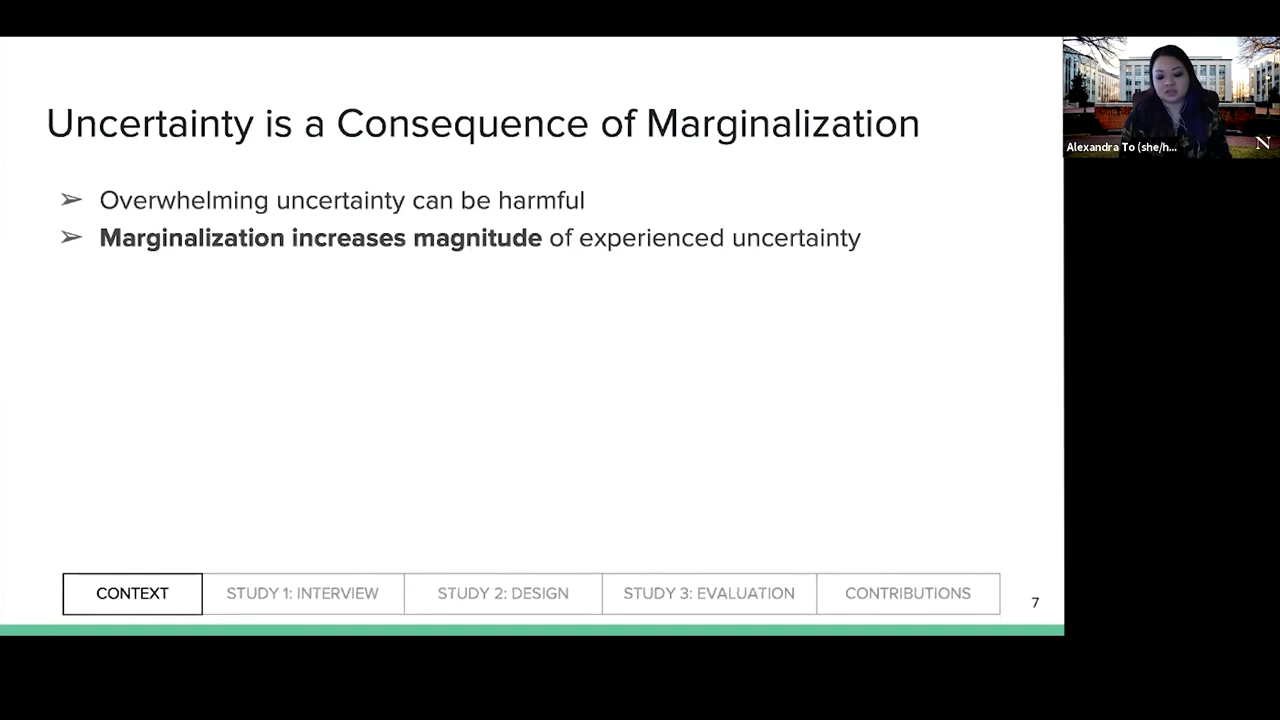 Uncertainty is a Consequence of Marginalization
➢ Overwhelming uncertainty can be harmful
➢ Marginalization increases magnitude of experienced uncertainty
CONTEXT
STUDY 1: INTERVIEW
STUDY 2: DESIGN
STUDY 3: EVALUATION
CONTRIBUTIONS
7
Alexandra To (she/h...
N